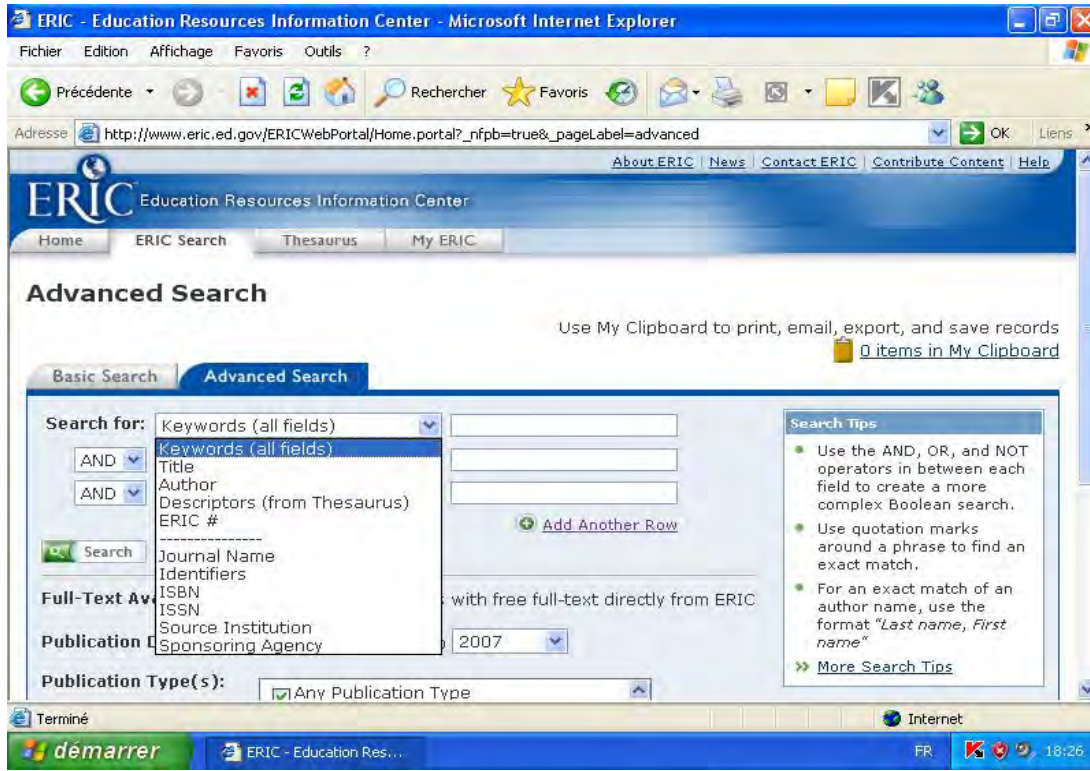 ERIC - Education Resources Information Center - Microsoft Internet Explorer
Fichier Edition Affichage Favoris Outils ?
Précédente Rechercher Favoris
Adresse http://www.eric.ed.gov/ERICWebPortal/Home.portal?_nfpb=true&_pageLabel=advanced OK Liens »
About ERIC | News | Contact ERIC | Contribute Content | Help
ERIC Education Resources Information Center
Home ERIC Search Thesaurus My ERIC
Advanced Search
Use My Clipboard to print, email, export, and save records
0 items in My Clipboard
Basic Search Advanced Search
Search for: Keywords (all fields)
AND
AND
Keywords (all fields)
Title
Author
Descriptors (from Thesaurus)
ERIC #
---------------
Journal Name
Identifiers
ISBN
ISSN
Source Institution
Sponsoring Agency
Add Another Row
Search
Full-Text with free full-text directly from ERIC
Publication 2007
Publication Type(s): Any Publication Type
Search Tips
Use the AND, OR, and NOT
operators in between each
field to create a more
complex Boolean search.
Use quotation marks
around a phrase to find an
exact match.
For an exact match of an
author name, use the
format "Last name, First
name"
More Search Tips
Terminé Internet
démarrer ERIC - Education Res... FR 18:26